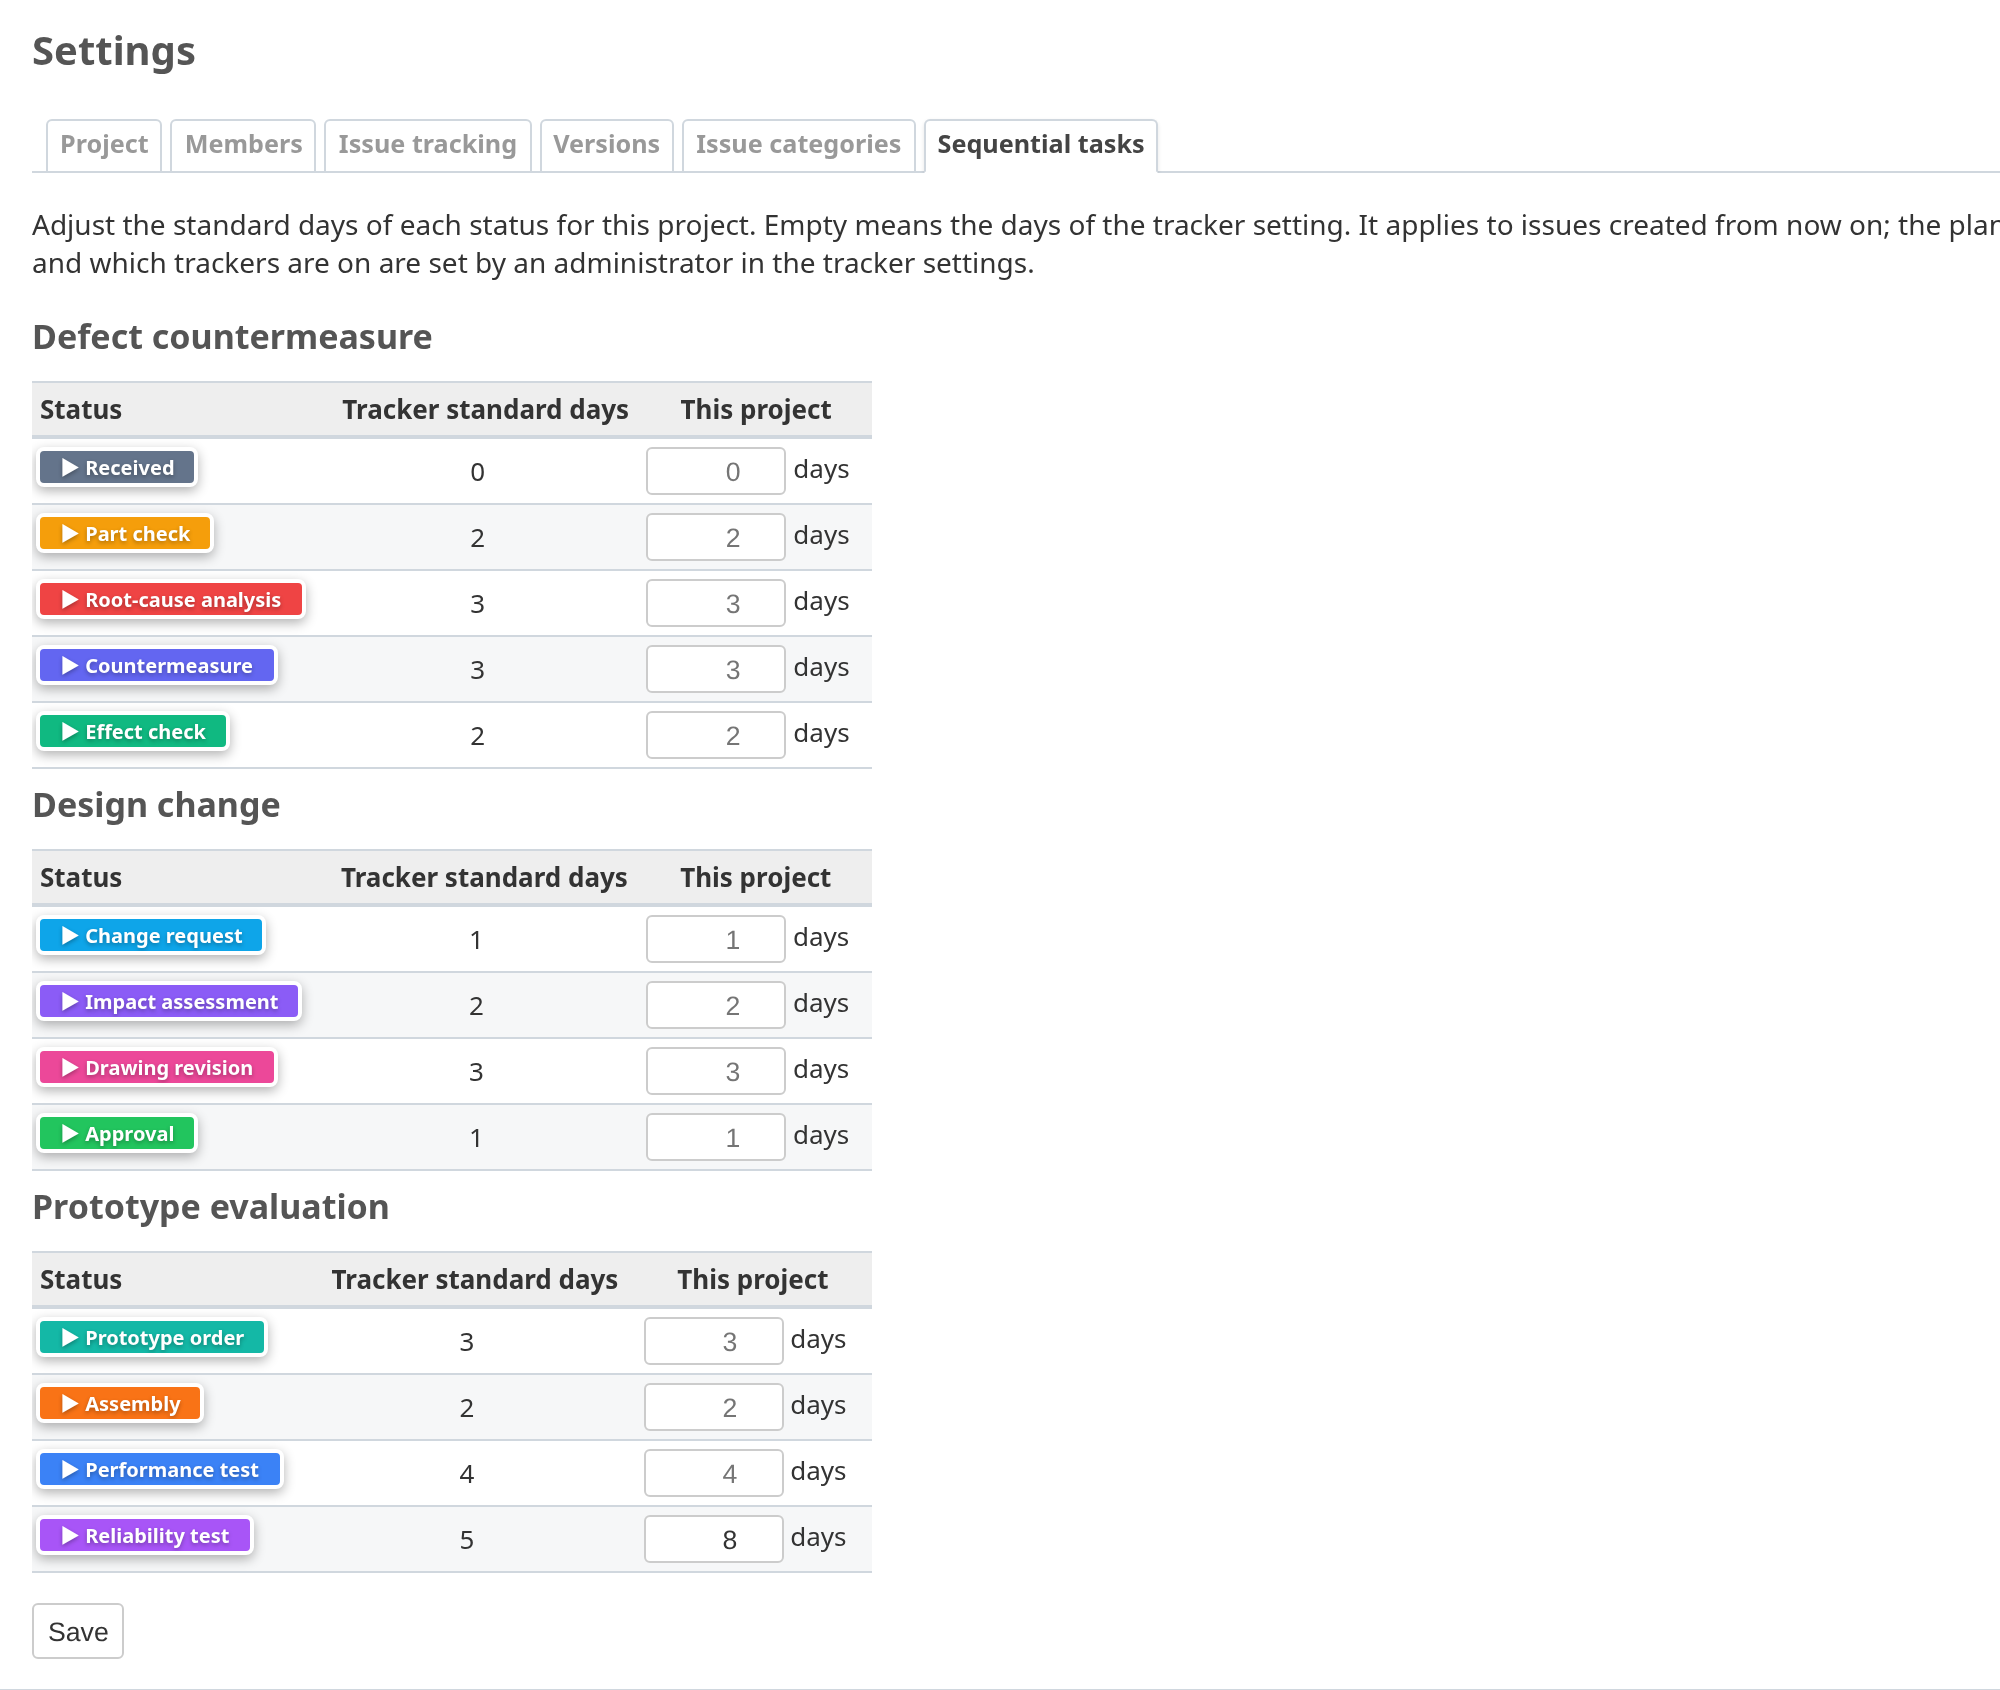 Settings
Project Members Issue tracking Versions Issue categories Sequential tasks
Adjust the standard days of each status for this project. Empty means the days of the tracker setting. It applies to issues created from now on; the
and which trackers are on are set by an administrator in the tracker settings.
Defect countermeasure
Status Tracker standard days This project
Received 0 0 days
Part check 2 2 days
Root-cause analysis 3 3 days
Countermeasure 3 3 days
Effect check 2 2 days
Design change
Status Tracker standard days This project
Change request 1 1 days
Impact assessment 2 2 days
Drawing revision 3 3 days
Approval 1 1 days
Prototype evaluation
Status Tracker standard days This project
Prototype order 3 3 days
Assembly 2 2 days
Performance test 4 4 days
Reliability test 5 8 days
Save